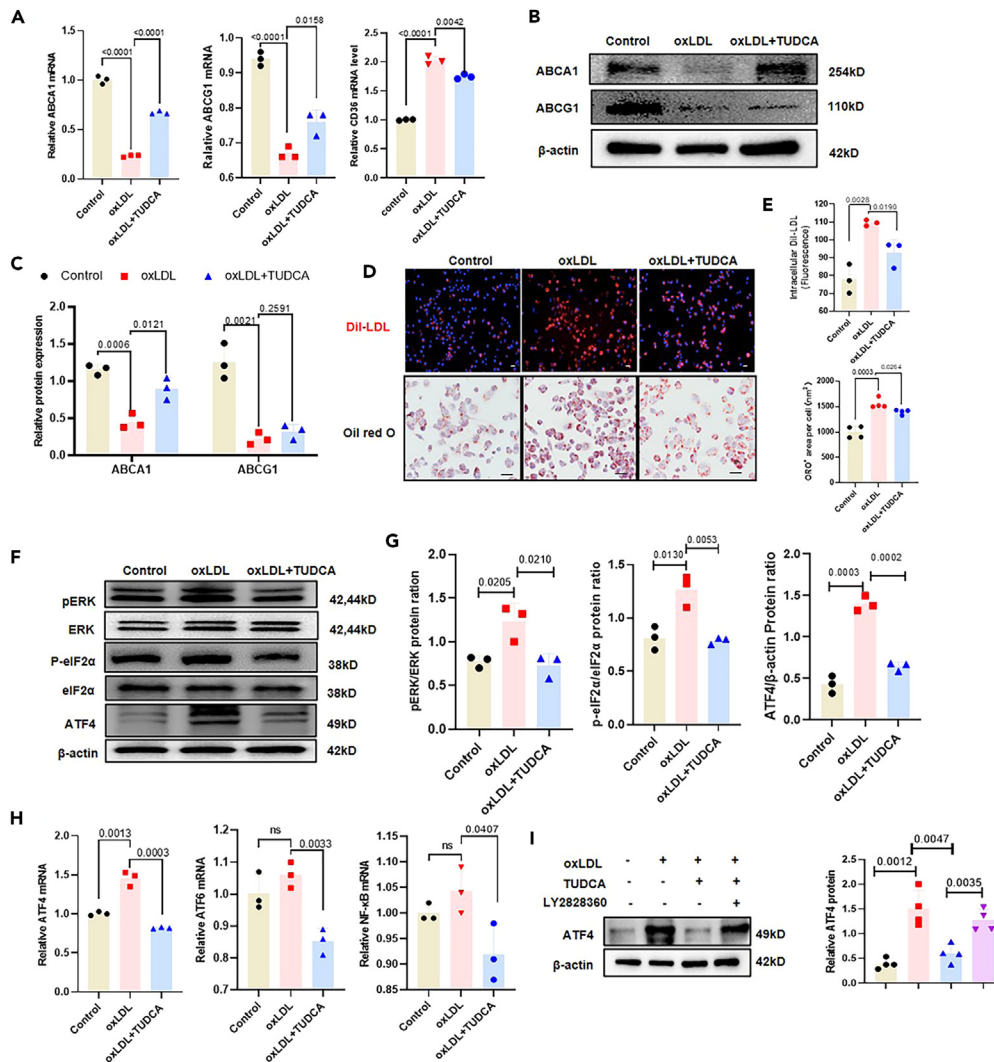 A
Relative ABCA1 mRNA
<0.0001 <0.0001
2.0
1.5
1.0
0.5
0.0
Control
oxLDL
oxLDL+TUDCA
Ralative ABCG1 mRNA
<0.0001 0.0158
1.0
0.9
0.8
0.7
0.6
Control
oxLDL
oxLDL+TUDCA
Relative CD36 mRNA level
<0.0001 0.0042
2.5
2.0
1.5
1.0
0.5
0.0
Control
oxLDL
oxLDL+TUDCA
B
Control oxLDL oxLDL+TUDCA
ABCA1 254kD
ABCG1 110kD
β-actin 42kD
C
Control oxLDL oxLDL+TUDCA
Relative protein expression
2.0
1.5
1.0
0.5
0.0
0.0006 0.0121
0.0021 0.2591
ABCA1 ABCG1
D
Control oxLDL oxLDL+TUDCA
Dil-LDL
Oil red O
E
Intracellular Dil-LDL
(Fluorescence)
0.0028 0.0190
110
100
90
80
70
60
Control
oxLDL
oxLDL+TUDCA
ORO+ area per cell (nm²)
0.0003 0.0264
2000
1500
1000
500
0
Control
oxLDL
oxLDL+TUDCA
F
Control oxLDL oxLDL+TUDCA
pERK 42,44kD
ERK 42,44kD
P-eIF2α 38kD
eIF2α 38kD
ATF4 49kD
β-actin 42kD
G
pERK/ERK protein ration
0.0205 0.0210
2.0
1.5
1.0
0.5
0.0
Control
oxLDL
oxLDL+TUDCA
p-eIF2α/eIF2α protein ratio
0.0130 0.0053
1.5
1.0
0.5
0.0
Control
oxLDL
oxLDL+TUDCA
ATF4/β-actin Protein ratio
0.0003 0.0002
2.0
1.5
1.0
0.5
0.0
Control
oxLDL
oxLDL+TUDCA
H
Relative ATF4 mRNA
0.0013 0.0003
2.0
1.5
1.0
0.5
0.0
Control
oxLDL
oxLDL+TUDCA
Relative ATF6 mRNA
ns 0.0033
1.2
1.1
1.0
0.9
0.8
0.7
Control
oxLDL
oxLDL+TUDCA
Relative NF-κB mRNA
ns 0.0407
1.15
1.10
1.05
1.00
0.95
0.90
0.85
Control
oxLDL
oxLDL+TUDCA
I
oxLDL - + + +
TUDCA - - + +
LY2828360 - - - +
ATF4 49kD
β-actin 42kD
Relative ATF4 protein
0.0012 0.0047
0.0035
2.0
1.5
1.0
0.5
0.0